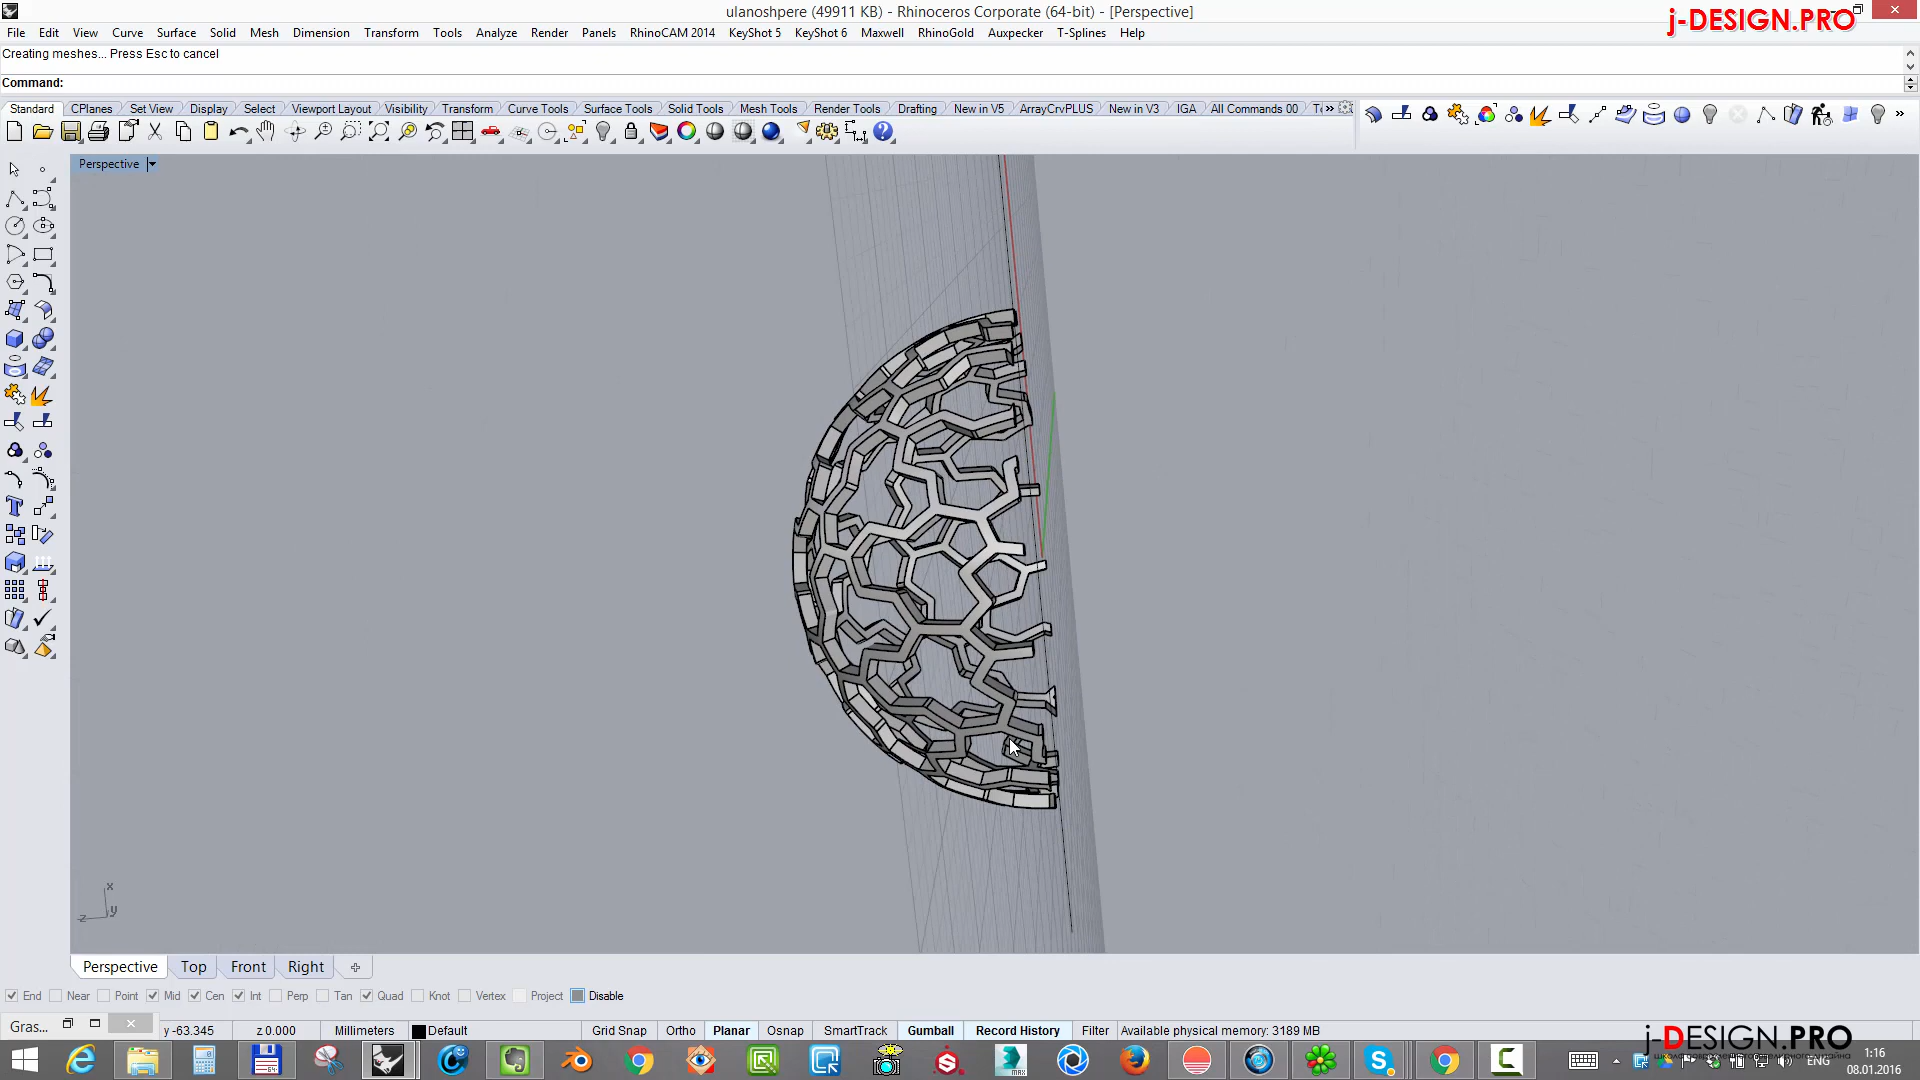 ulanoshpere (49911 KB) - Rhinoceros Corporate (64-bit) - [Perspective]
j-DESIGN.PRO
File Edit View Curve Surface Solid Mesh Dimension Transform Tools Analyze Render Panels RhinoCAM 2014 KeyShot 5 KeyShot 6 Maxwell RhinoGold Auxpecker T-Splines Help
Creating meshes... Press Esc to cancel
Command:
Standard CPlanes Set View Display Select Viewport Layout Visibility Transform Curve Tools Surface Tools Solid Tools Mesh Tools Render Tools Drafting New in V5 ArrayCrvPLUS New in V3 IGA All Commands 00
Perspective
x
z y
Perspective Top Front Right
End Near Point Mid Cen Int Perp Tan Quad Knot Vertex Project Disable
Gras... y -63.345 z 0.000 Millimeters Default Grid Snap Ortho Planar Osnap SmartTrack Gumball Record History Filter Available physical memory: 3189 MB
j-DESIGN.PRO
ENG
1:16
08.01.2016